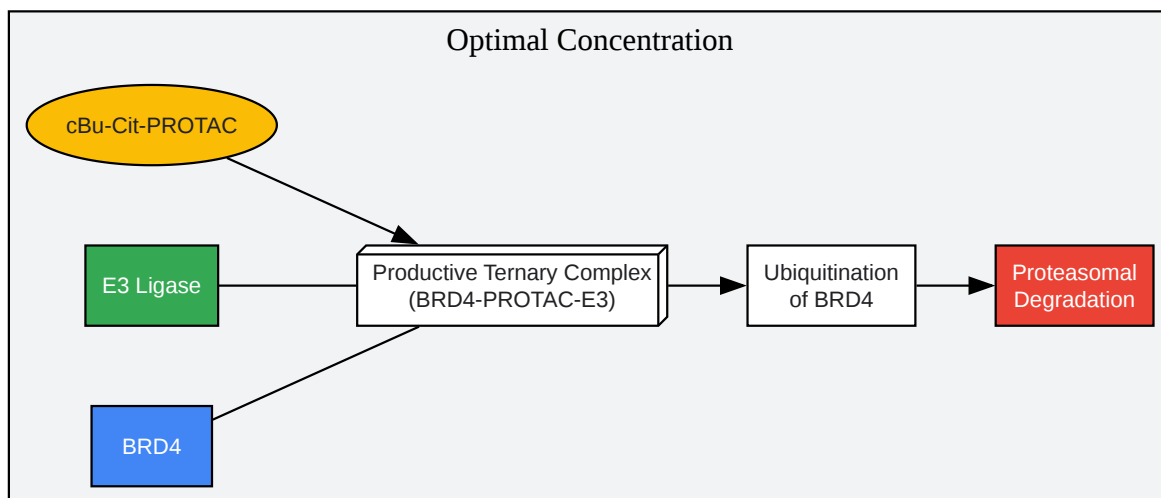 Optimal Concentration
cBu-Cit-PROTAC
E3 Ligase
Productive Ternary Complex
(BRD4-PROTAC-E3)
Ubiquitination
of BRD4
Proteasomal
Degradation
BRD4